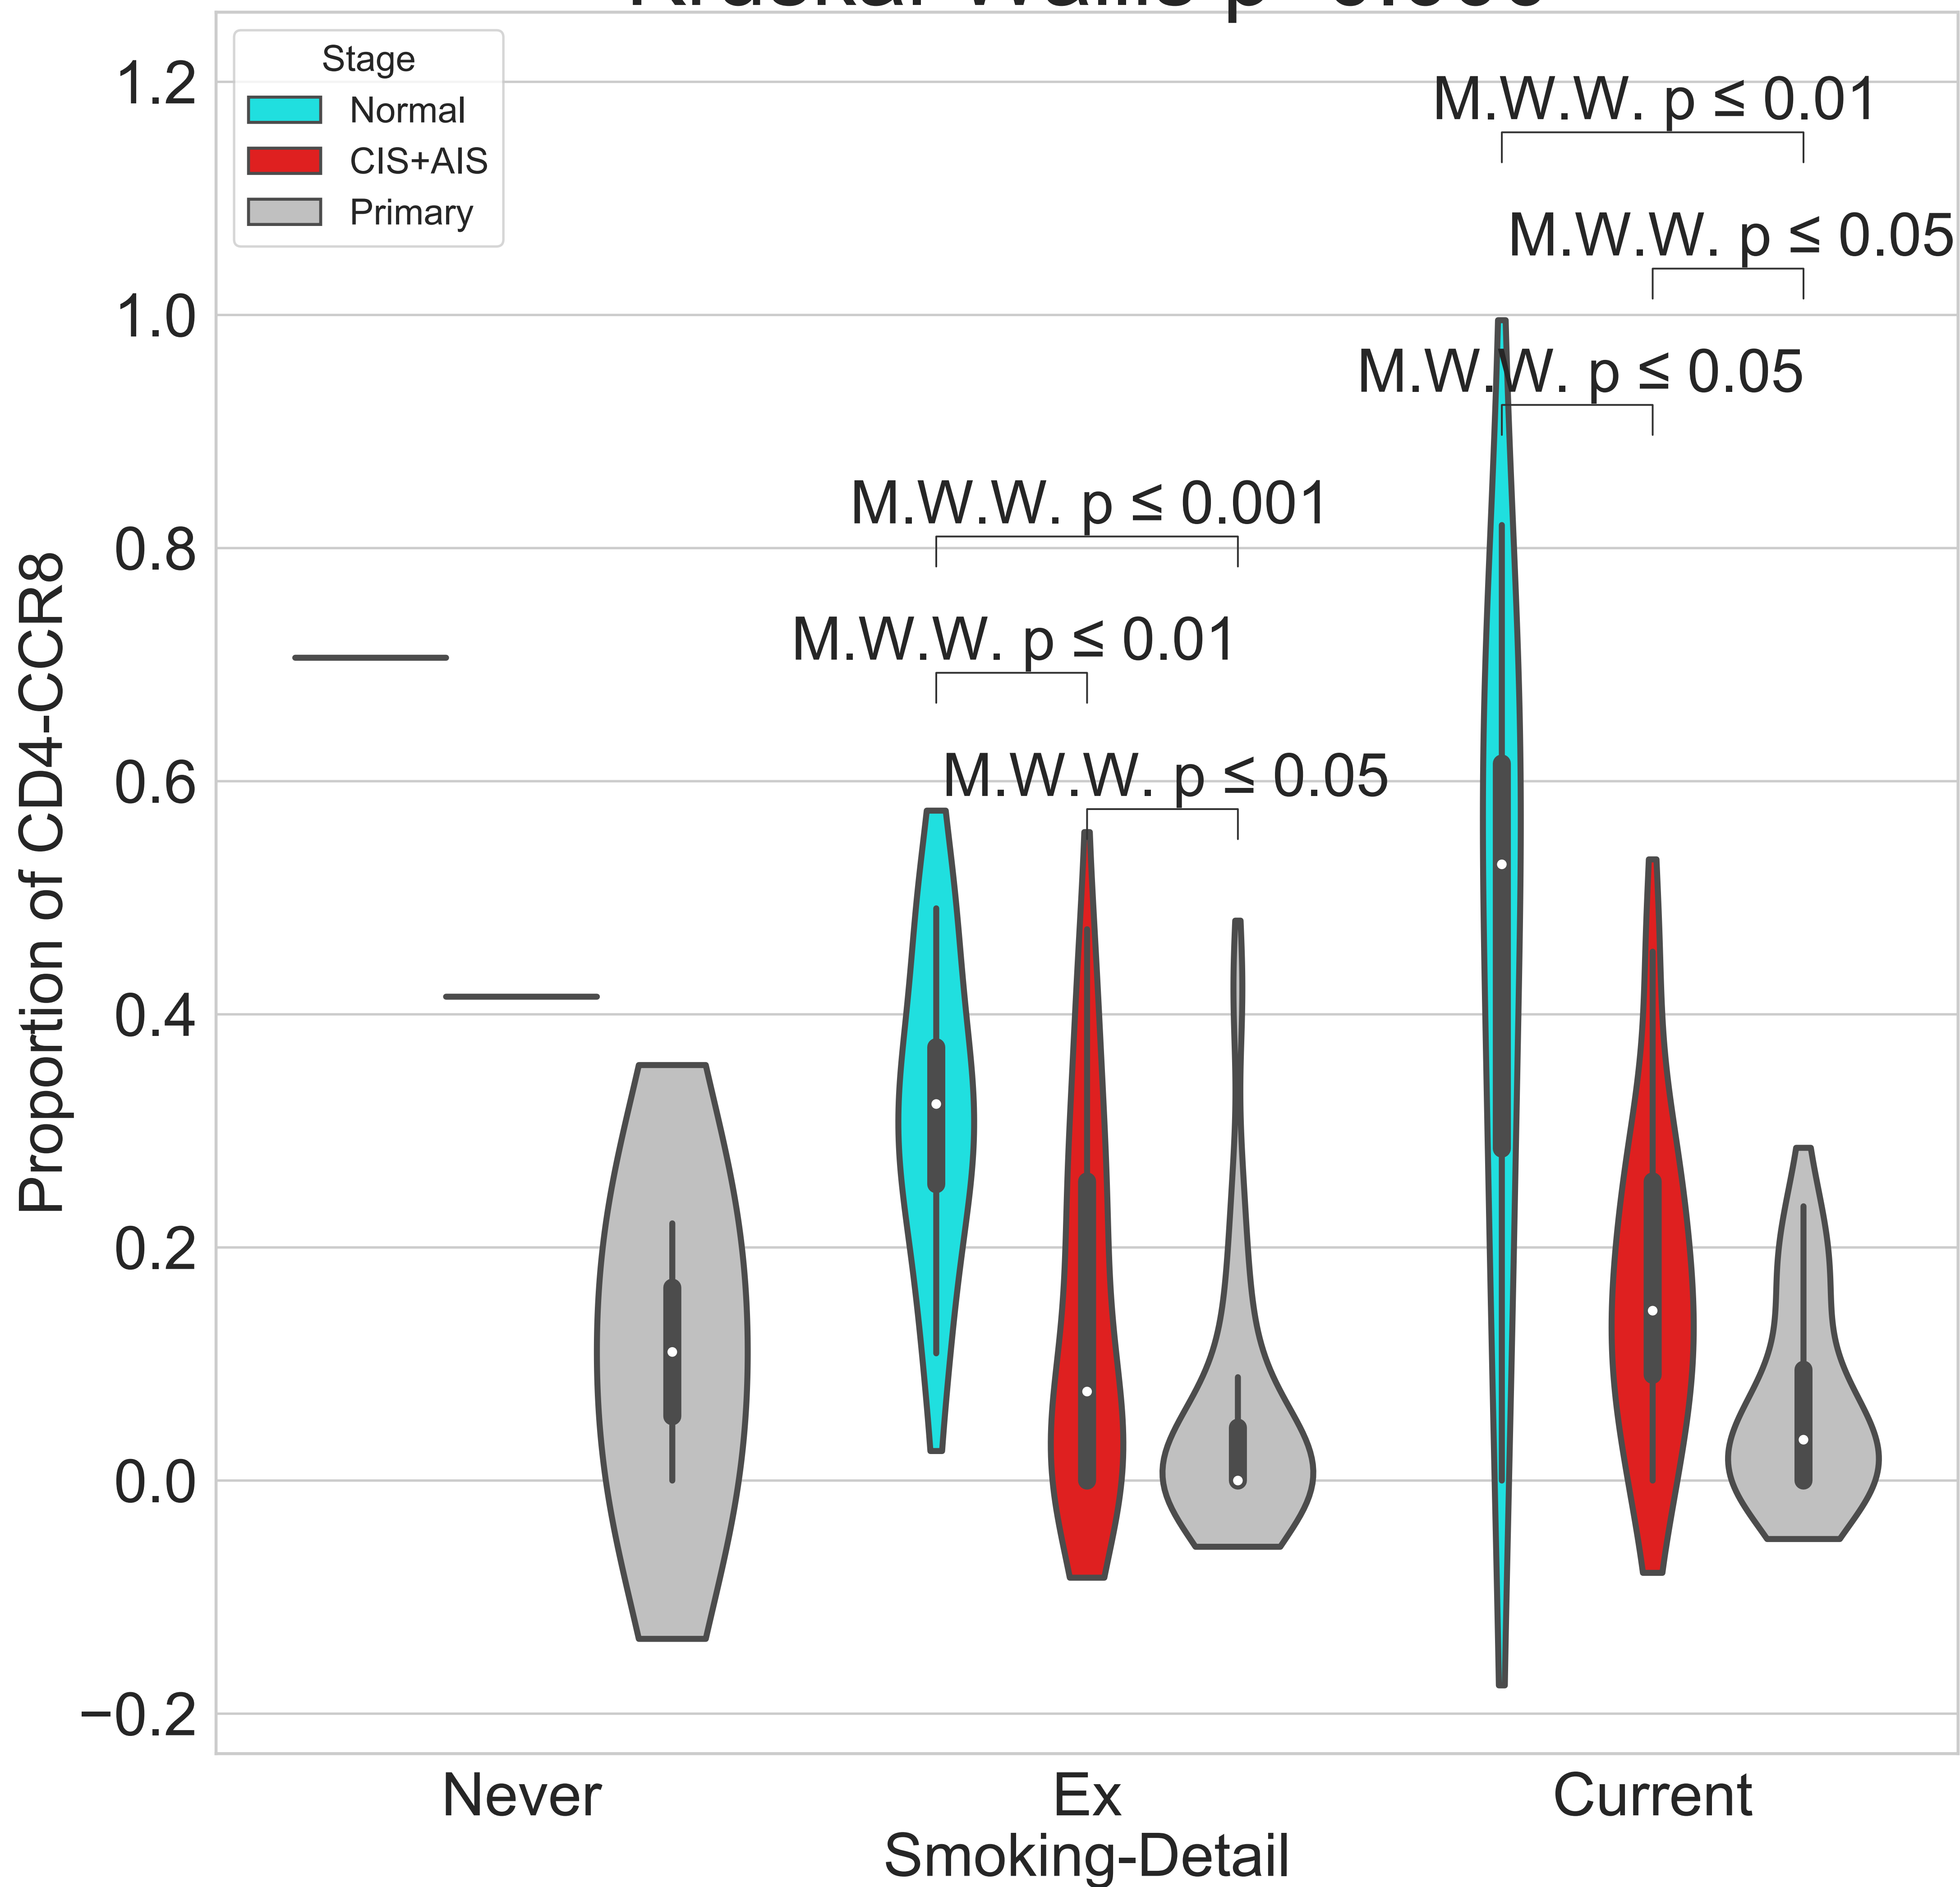 1.2
1.0
0.8
0.6
0.4
0.2
0.0
−0.2
Proportion of CD4-CCR8
Stage
Normal
CIS+AIS
Primary
M.W.W. p ≤ 0.01
M.W.W. p ≤ 0.05
M.W.W. p ≤ 0.05
M.W.W. p ≤ 0.001
M.W.W. p ≤ 0.01
M.W.W. p ≤ 0.05
Never
Ex
Current
Smoking-Detail